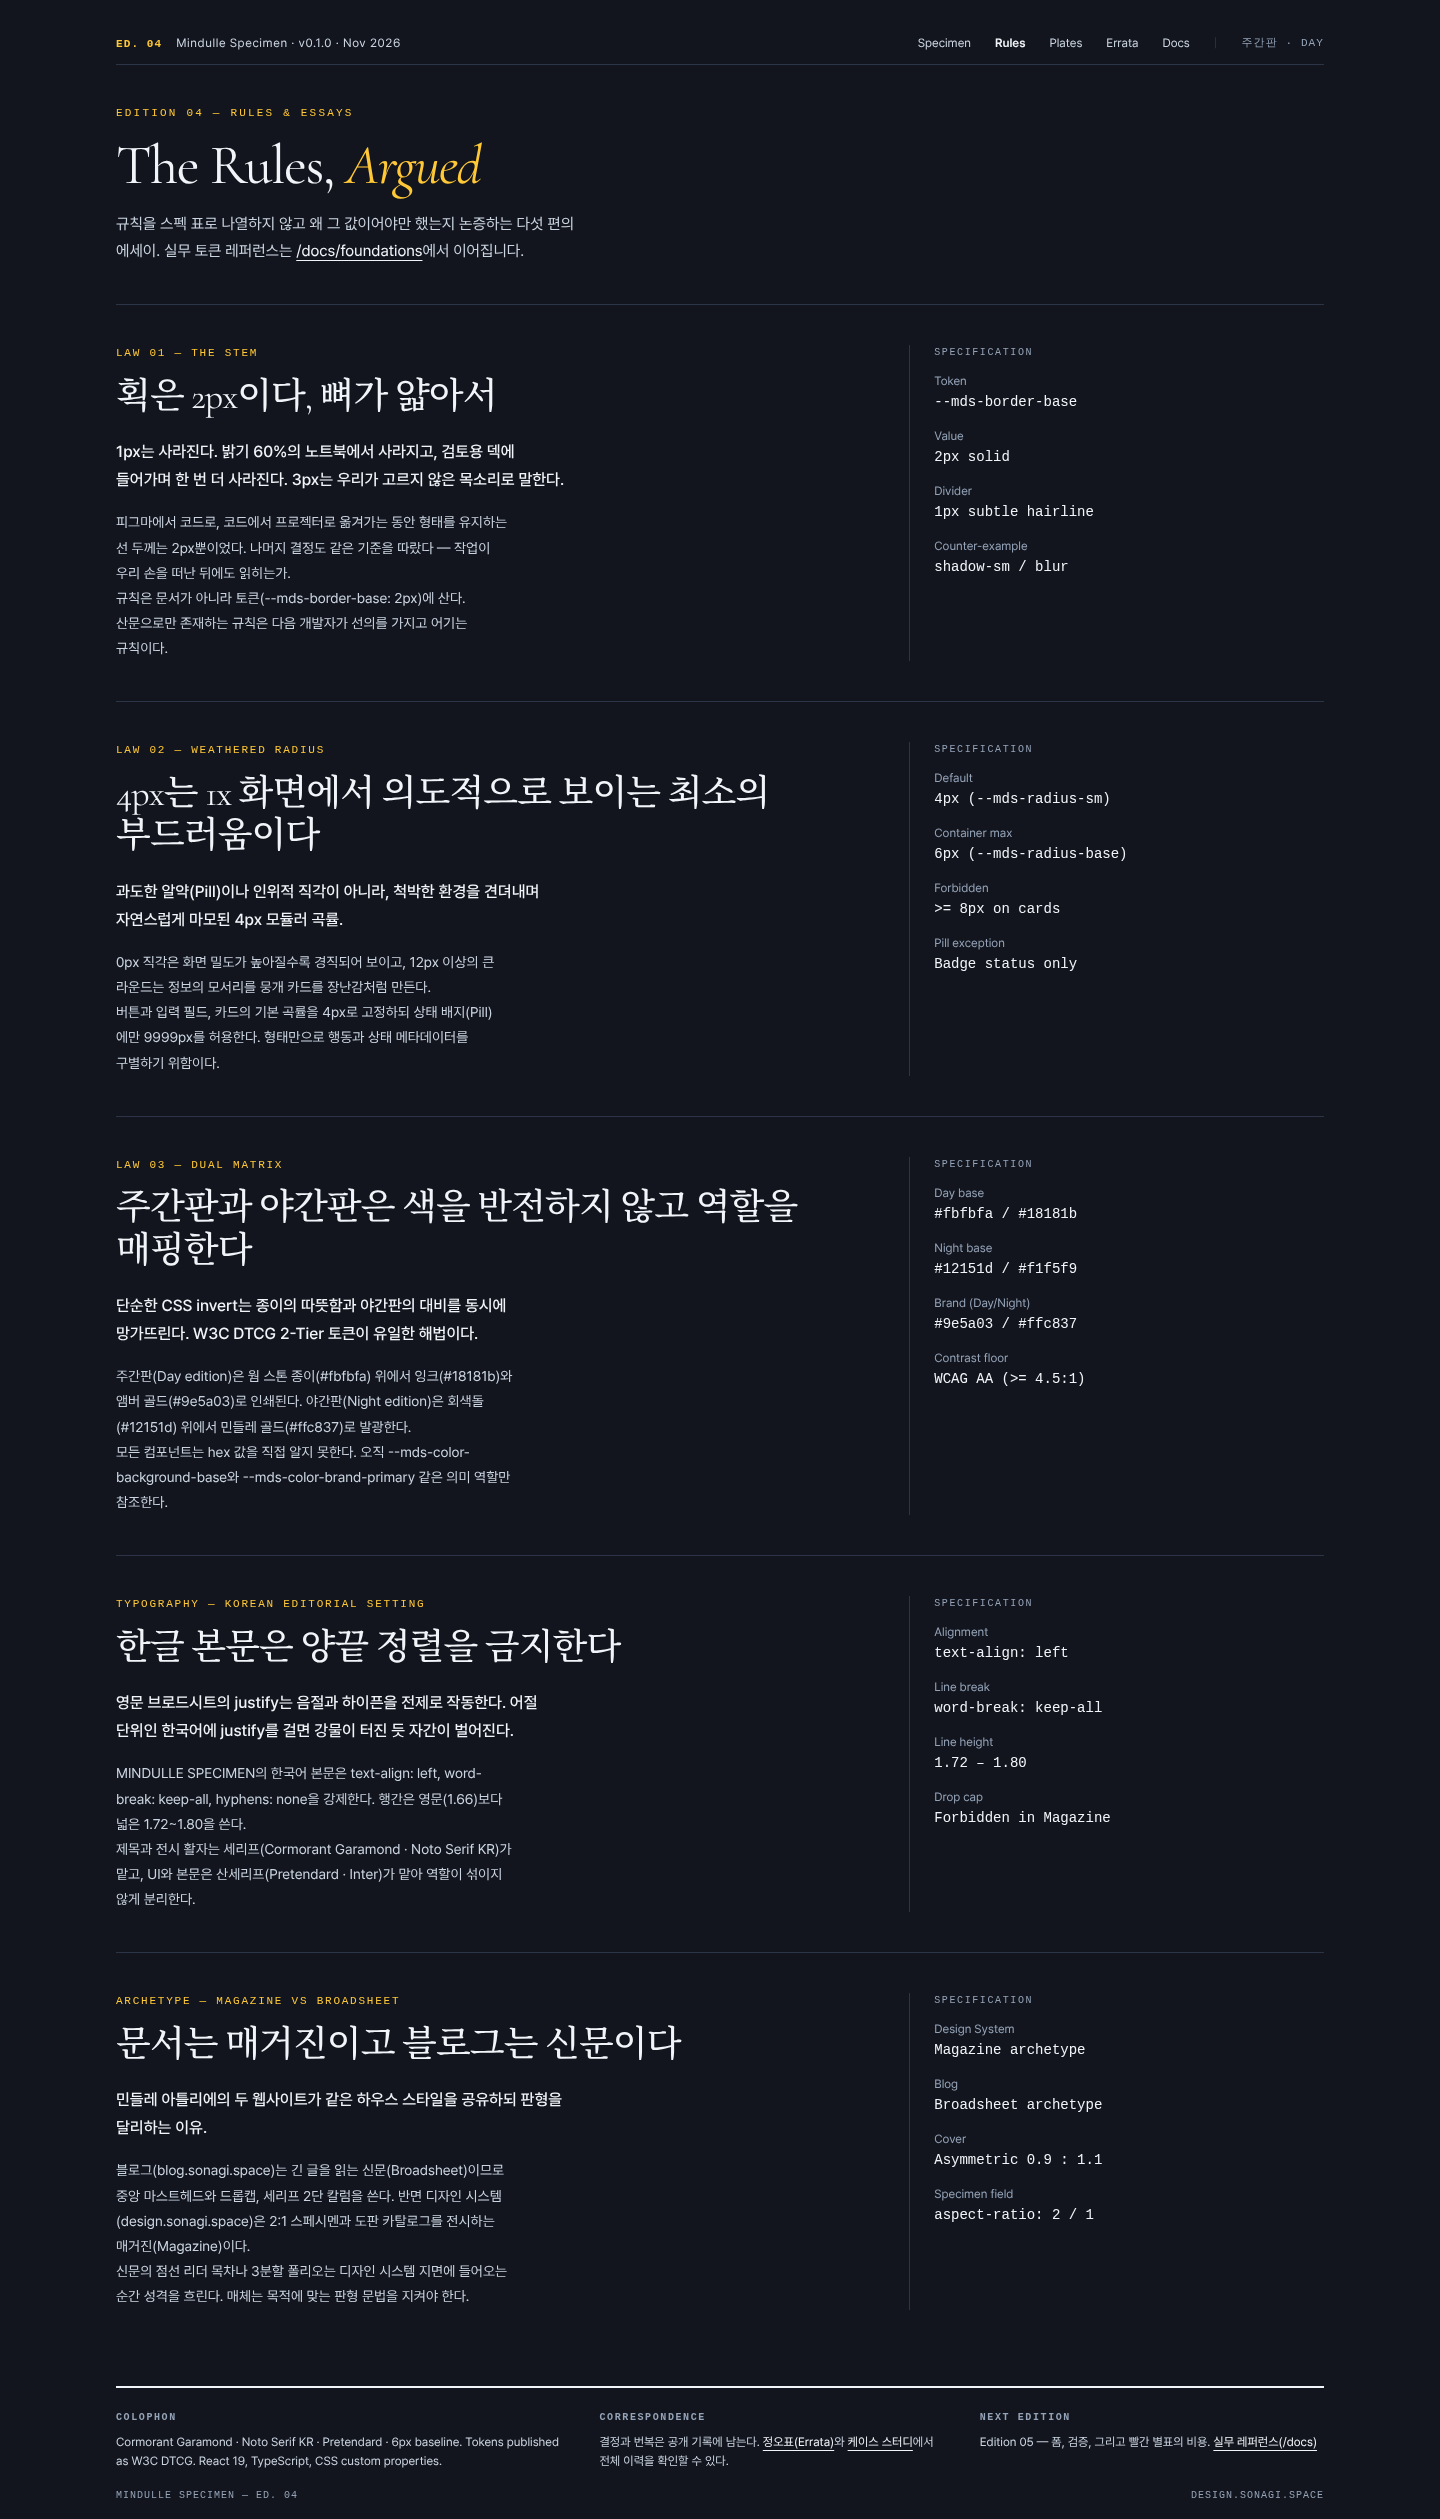 ED. 04 Mindulle Specimen · v0.1.0 · Nov 2026
Specimen Rules Plates Errata Docs 주간판 · DAY
EDITION 04 — RULES & ESSAYS
The Rules, Argued
규칙을 스펙 표로 나열하지 않고 왜 그 값이어야만 했는지 논증하는 다섯 편의
에세이. 실무 토큰 레퍼런스는 /docs/foundations에서 이어집니다.
LAW 01 — THE STEM
획은 2px이다, 뼈가 얇아서
1px는 사라진다. 밝기 60%의 노트북에서 사라지고, 검토용 덱에
들어가며 한 번 더 사라진다. 3px는 우리가 고르지 않은 목소리로 말한다.
피그마에서 코드로, 코드에서 프로젝터로 옮겨가는 동안 형태를 유지하는
선 두께는 2px뿐이었다. 나머지 결정도 같은 기준을 따랐다 — 작업이
우리 손을 떠난 뒤에도 읽히는가.
규칙은 문서가 아니라 토큰(--mds-border-base: 2px)에 산다.
산문으로만 존재하는 규칙은 다음 개발자가 선의를 가지고 어기는
규칙이다.
SPECIFICATION
Token
--mds-border-base
Value
2px solid
Divider
1px subtle hairline
Counter-example
shadow-sm / blur
LAW 02 — WEATHERED RADIUS
4px는 1x 화면에서 의도적으로 보이는 최소의
부드러움이다
과도한 알약(Pill)이나 인위적 직각이 아니라, 척박한 환경을 견뎌내며
자연스럽게 마모된 4px 모듈러 곡률.
0px 직각은 화면 밀도가 높아질수록 경직되어 보이고, 12px 이상의 큰
라운드는 정보의 모서리를 뭉개 카드를 장난감처럼 만든다.
버튼과 입력 필드, 카드의 기본 곡률을 4px로 고정하되 상태 배지(Pill)
에만 9999px를 허용한다. 형태만으로 행동과 상태 메타데이터를
구별하기 위함이다.
SPECIFICATION
Default
4px (--mds-radius-sm)
Container max
6px (--mds-radius-base)
Forbidden
>= 8px on cards
Pill exception
Badge status only
LAW 03 — DUAL MATRIX
주간판과 야간판은 색을 반전하지 않고 역할을
매핑한다
단순한 CSS invert는 종이의 따뜻함과 야간판의 대비를 동시에
망가뜨린다. W3C DTCG 2-Tier 토큰이 유일한 해법이다.
주간판(Day edition)은 웜 스톤 종이(#fbfbfa) 위에서 잉크(#18181b)와
앰버 골드(#9e5a03)로 인쇄된다. 야간판(Night edition)은 회색돌
(#12151d) 위에서 민들레 골드(#ffc837)로 발광한다.
모든 컴포넌트는 hex 값을 직접 알지 못한다. 오직 --mds-color-
background-base와 --mds-color-brand-primary 같은 의미 역할만
참조한다.
SPECIFICATION
Day base
#fbfbfa / #18181b
Night base
#12151d / #f1f5f9
Brand (Day/Night)
#9e5a03 / #ffc837
Contrast floor
WCAG AA (>= 4.5:1)
TYPOGRAPHY — KOREAN EDITORIAL SETTING
한글 본문은 양끝 정렬을 금지한다
영문 브로드시트의 justify는 음절과 하이픈을 전제로 작동한다. 어절
단위인 한국어에 justify를 걸면 강물이 터진 듯 자간이 벌어진다.
MINDULLE SPECIMEN의 한국어 본문은 text-align: left, word-
break: keep-all, hyphens: none을 강제한다. 행간은 영문(1.66)보다
넓은 1.72~1.80을 쓴다.
제목과 전시 활자는 세리프(Cormorant Garamond · Noto Serif KR)가
맡고, UI와 본문은 산세리프(Pretendard · Inter)가 맡아 역할이 섞이지
않게 분리한다.
SPECIFICATION
Alignment
text-align: left
Line break
word-break: keep-all
Line height
1.72 – 1.80
Drop cap
Forbidden in Magazine
ARCHETYPE — MAGAZINE VS BROADSHEET
문서는 매거진이고 블로그는 신문이다
민들레 아틀리에의 두 웹사이트가 같은 하우스 스타일을 공유하되 판형을
달리하는 이유.
블로그(blog.sonagi.space)는 긴 글을 읽는 신문(Broadsheet)이므로
중앙 마스트헤드와 드롭캡, 세리프 2단 칼럼을 쓴다. 반면 디자인 시스템
(design.sonagi.space)은 2:1 스페시멘과 도판 카탈로그를 전시하는
매거진(Magazine)이다.
신문의 점선 리더 목차나 3분할 폴리오는 디자인 시스템 지면에 들어오는
순간 성격을 흐린다. 매체는 목적에 맞는 판형 문법을 지켜야 한다.
SPECIFICATION
Design System
Magazine archetype
Blog
Broadsheet archetype
Cover
Asymmetric 0.9 : 1.1
Specimen field
aspect-ratio: 2 / 1
COLOPHON
Cormorant Garamond · Noto Serif KR · Pretendard · 6px baseline. Tokens published
as W3C DTCG. React 19, TypeScript, CSS custom properties.
CORRESPONDENCE
결정과 번복은 공개 기록에 남는다. 정오표(Errata)와 케이스 스터디에서
전체 이력을 확인할 수 있다.
NEXT EDITION
Edition 05 — 폼, 검증, 그리고 빨간 별표의 비용. 실무 레퍼런스(/docs)
MINDULLE SPECIMEN — ED. 04
DESIGN.SONAGI.SPACE